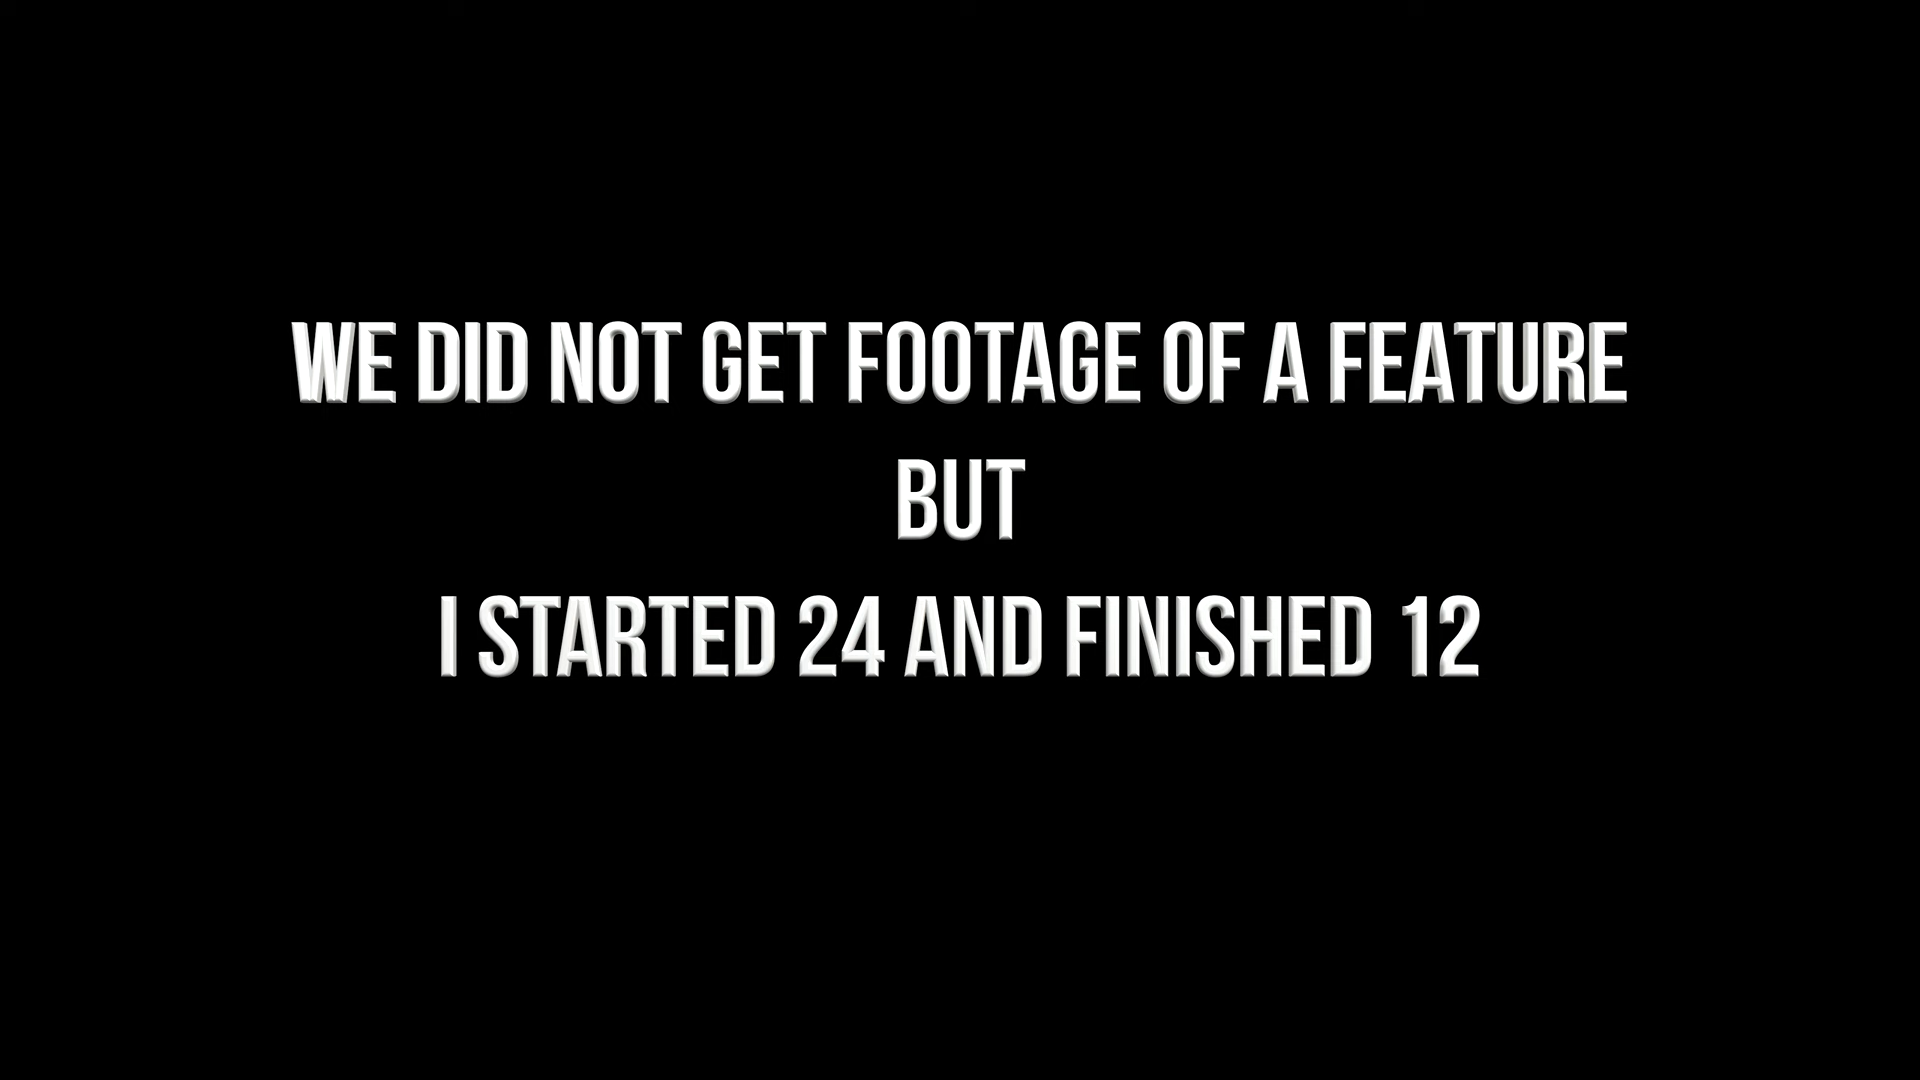 WE DID NOT GET FOOTAGE OF A FEATURE
BUT
I STARTED 24 AND FINISHED 12